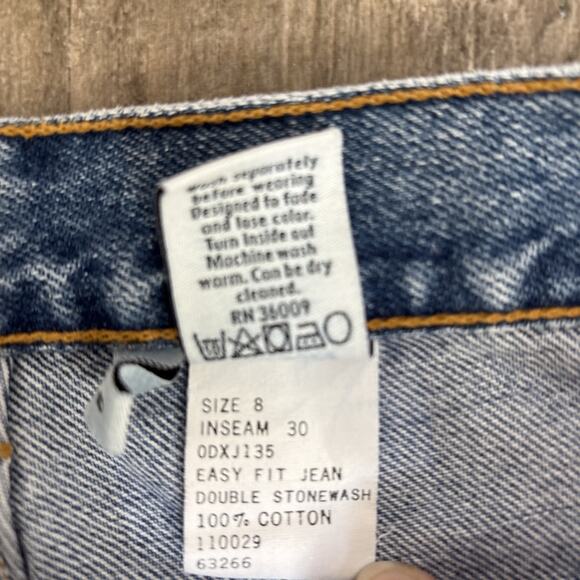 Wash separately
before wearing
Designed to fade
and lose color.
Turn Inside out
Machine wash
warm. Can be dry
cleaned.
RN 36009
SIZE 8
INSEAM 30
ODXJ135
EASY FIT JEAN
DOUBLE STONEWASH
100% COTTON
110029
63266